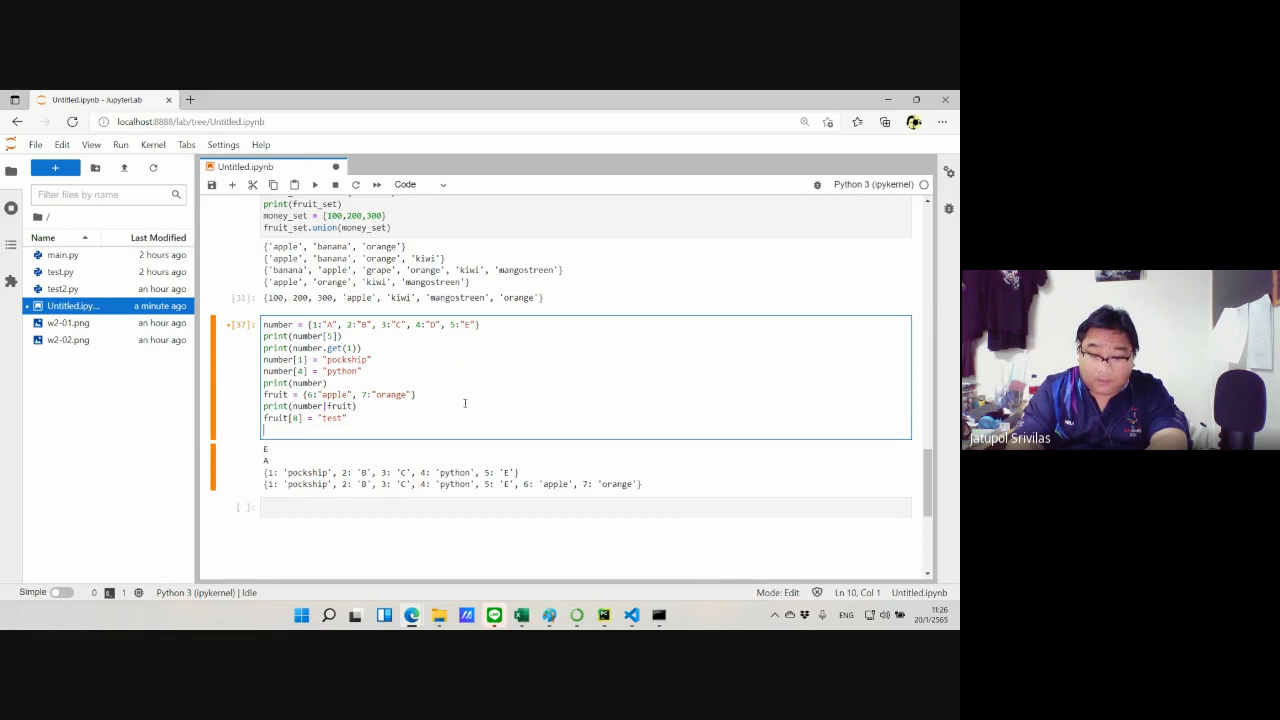 Untitled.ipynb - JupyterLab
localhost:8888/lab/tree/Untitled.ipynb
File Edit View Run Kernel Tabs Settings Help
Untitled.ipynb
Code
Python 3 (ipykernel)
Filter files by name
/
Name Last Modified
main.py 2 hours ago
test.py 2 hours ago
test2.py an hour ago
Untitled.ipy... a minute ago
w2-01.png an hour ago
w2-02.png an hour ago
print(fruit_set)
money_set = {100,200,300}
fruit_set.union(money_set)
{'apple', 'banana', 'orange'}
{'apple', 'banana', 'orange', 'kiwi'}
{'banana', 'apple', 'grape', 'orange', 'kiwi', 'mangostreen'}
{'apple', 'orange', 'kiwi', 'mangostreen'}
[31]: {100, 200, 300, 'apple', 'kiwi', 'mangostreen', 'orange'}
[37]: number = {1:"A", 2:"B", 3:"C", 4:"D", 5:"E"}
print(number[5])
print(number.get(1))
number[1] = "pockship"
number[4] = "python"
print(number)
fruit = {6:"apple", 7:"orange"}
print(number|fruit)
fruit[8] = "test"
E
A
{1: 'pockship', 2: 'B', 3: 'C', 4: 'python', 5: 'E'}
{1: 'pockship', 2: 'B', 3: 'C', 4: 'python', 5: 'E', 6: 'apple', 7: 'orange'}
[ ]:
Simple 0 1 Python 3 (ipykernel) | Idle Mode: Edit Ln 10, Col 1 Untitled.ipynb
ENG 11:26
20/1/2565
Jatupol Srivilas